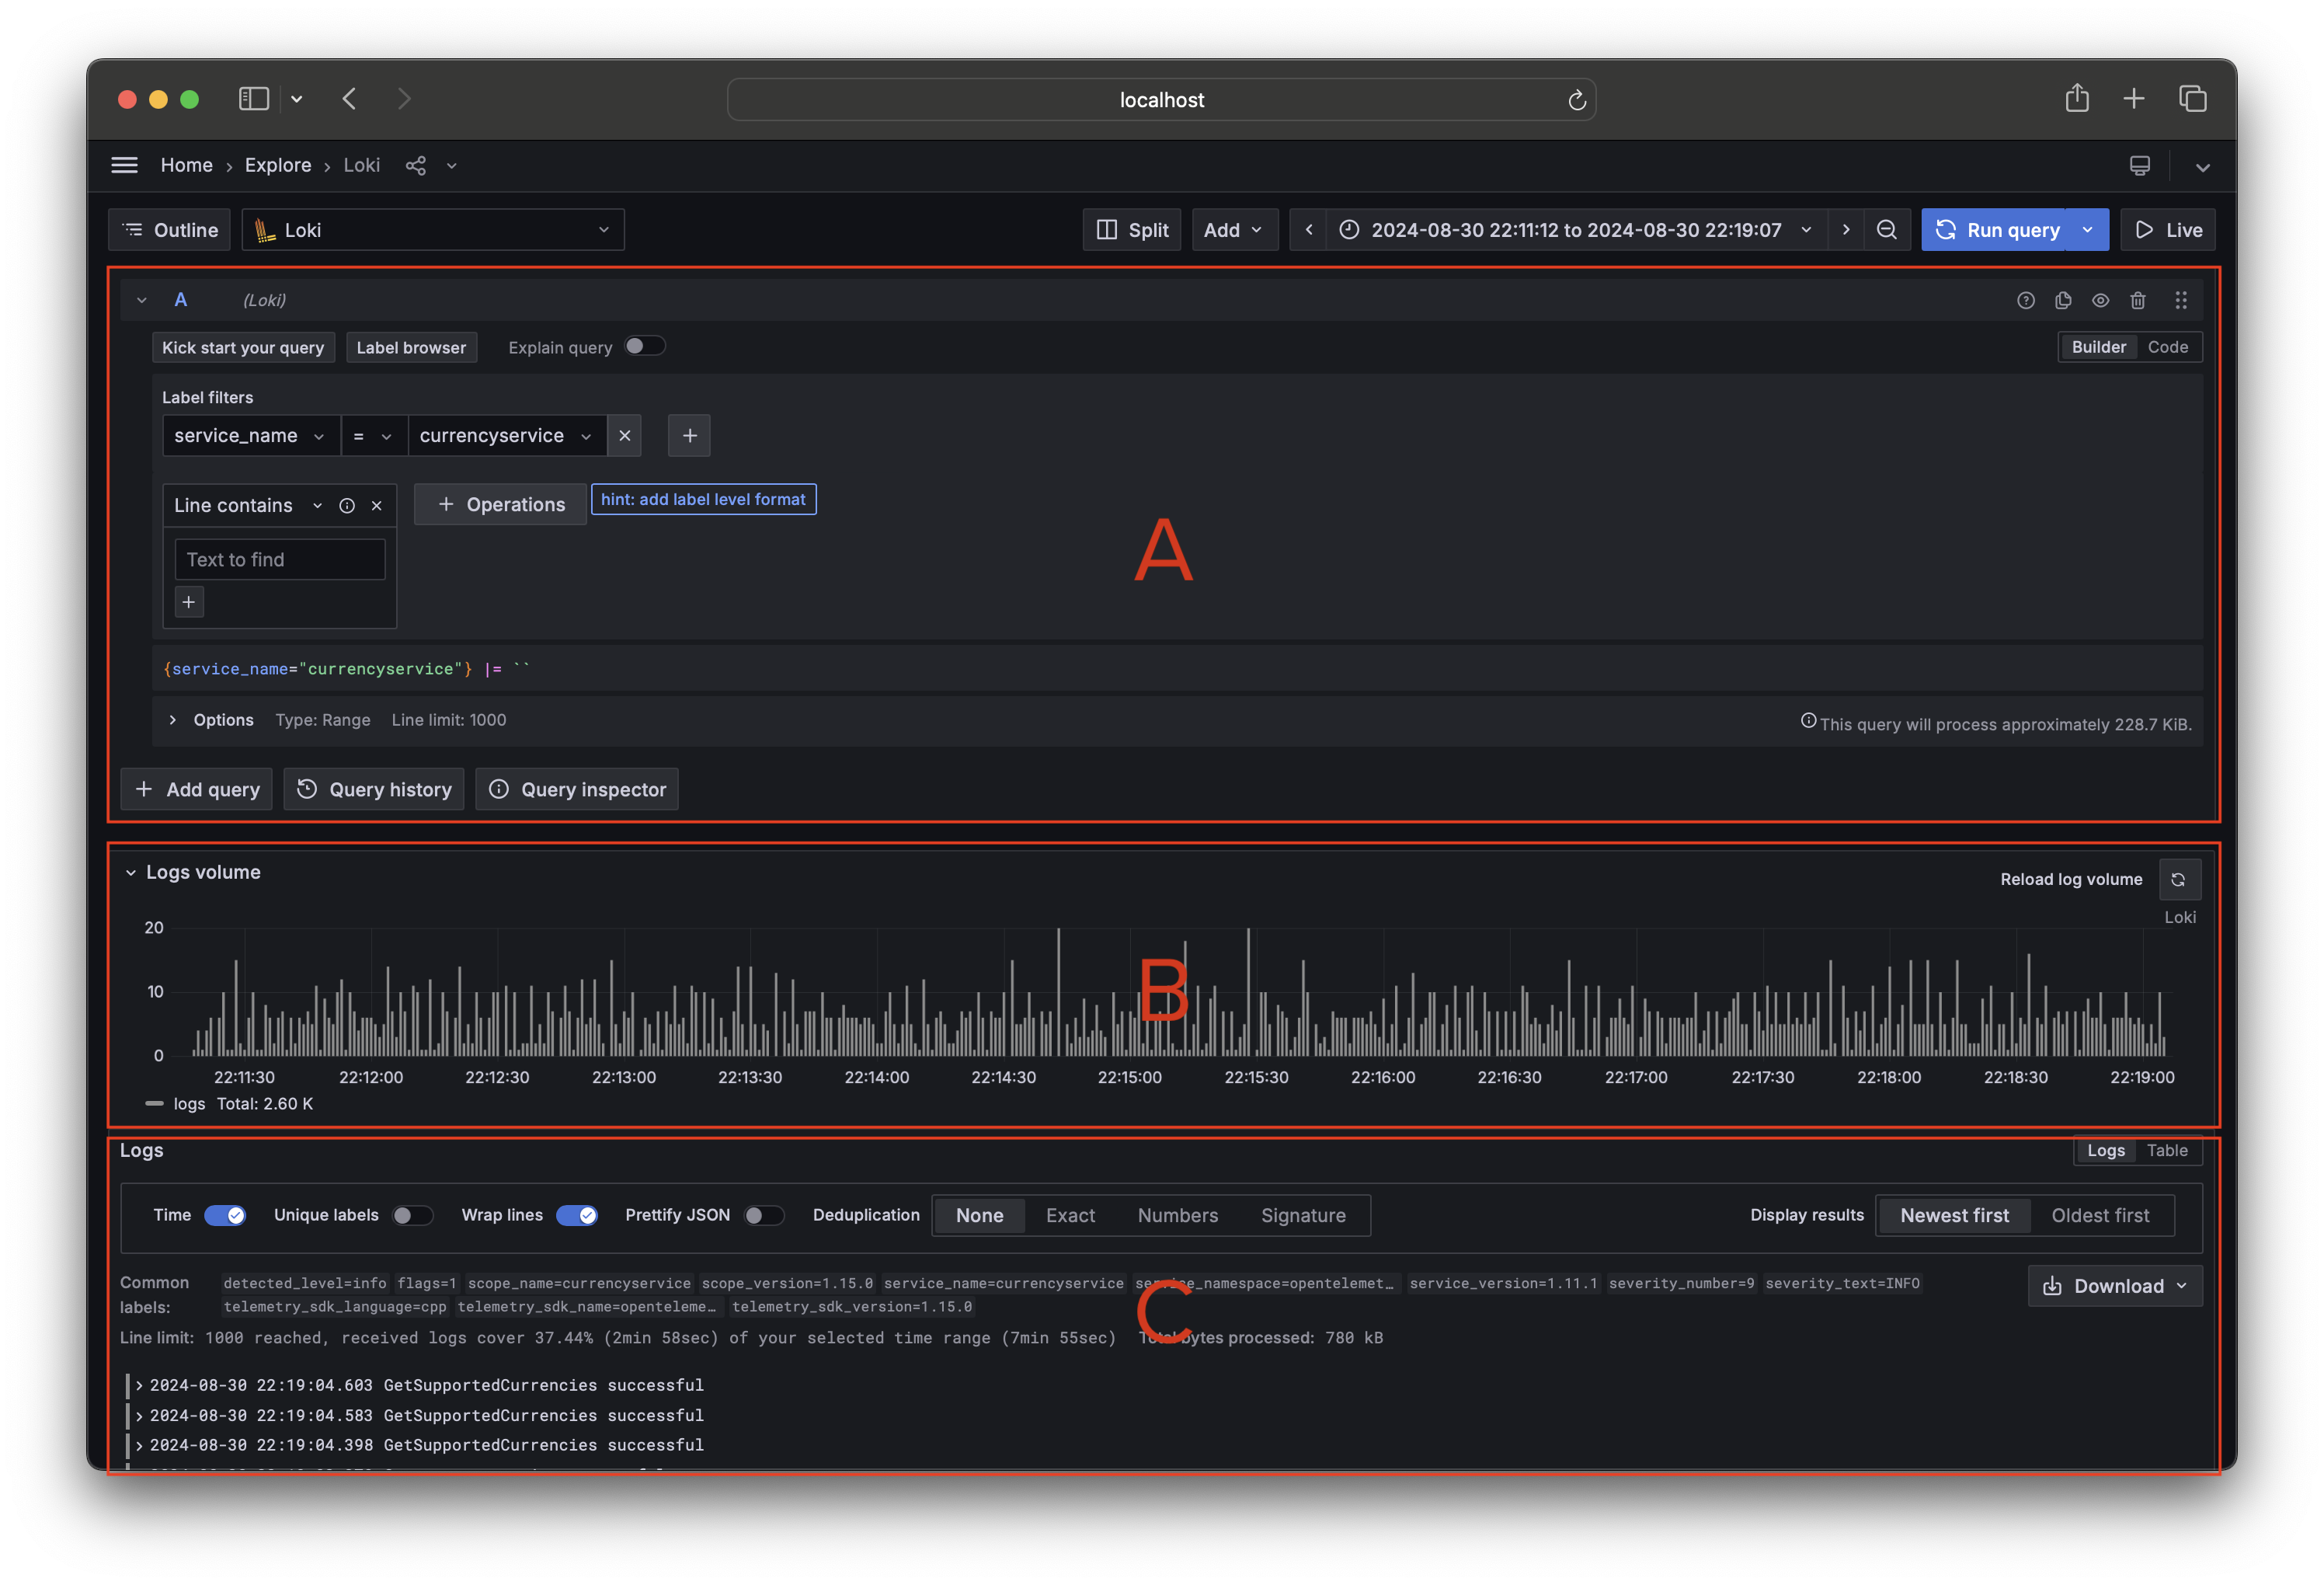 localhost
Home › Explore › Loki
Outline Loki Split Add 2024-08-30 22:11:12 to 2024-08-30 22:19:07 Run query Live
A (Loki)
Kick start your query Label browser Explain query Builder Code
Label filters
service_name = currencyservice
Line contains + Operations hint: add label level format
Text to find
+
A
{service_name="currencyservice"} |= ``
Options Type: Range Line limit: 1000 This query will process approximately 228.7 KiB.
+ Add query Query history Query inspector
Logs volume Reload log volume
Loki
20
10
0
B
22:11:30 22:12:00 22:12:30 22:13:00 22:13:30 22:14:00 22:14:30 22:15:00 22:15:30 22:16:00 22:16:30 22:17:00 22:17:30 22:18:00 22:18:30 22:19:00
logs Total: 2.60 K
Logs Logs Table
Time Unique labels Wrap lines Prettify JSON Deduplication None Exact Numbers Signature Display results Newest first Oldest first
Common detected_level=info flags=1 scope_name=currencyservice scope_version=1.15.0 service_name=currencyservice service_namespace=opentelemet… service_version=1.11.1 severity_number=9 severity_text=INFO Download
labels: telemetry_sdk_language=cpp telemetry_sdk_name=openteleme… telemetry_sdk_version=1.15.0
C
Line limit: 1000 reached, received logs cover 37.44% (2min 58sec) of your selected time range (7min 55sec) Total bytes processed: 780 kB
2024-08-30 22:19:04.603 GetSupportedCurrencies successful
2024-08-30 22:19:04.583 GetSupportedCurrencies successful
2024-08-30 22:19:04.398 GetSupportedCurrencies successful